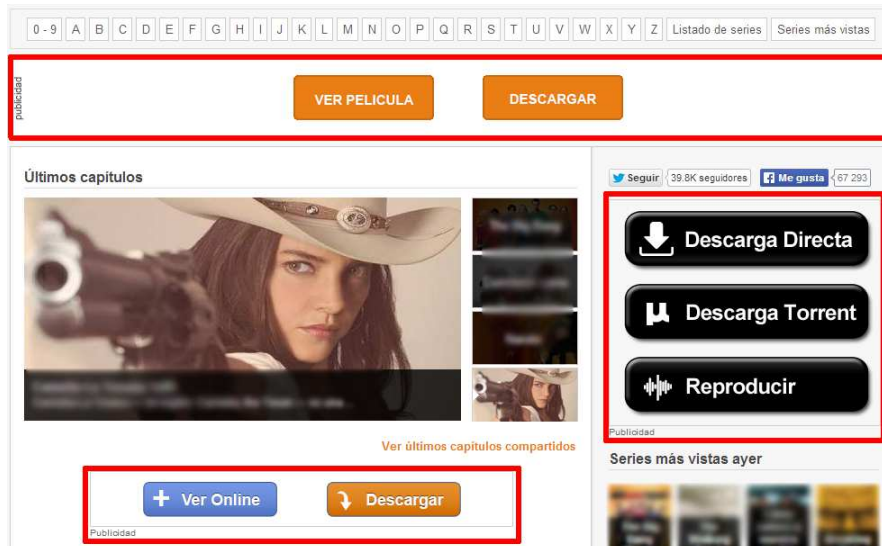 0 - 9 A B C D E F G H I J K L M N O P Q R S T U V W X Y Z Listado de series Series más vistas
publicidad
VER PELICULA DESCARGAR
Últimos capítulos
Seguir 39.8K seguidores Me gusta 67 293
Descarga Directa
Descarga Torrent
Reproducir
Publicidad
Ver últimos capítulos compartidos
Series más vistas ayer
Ver Online Descargar
Publicidad